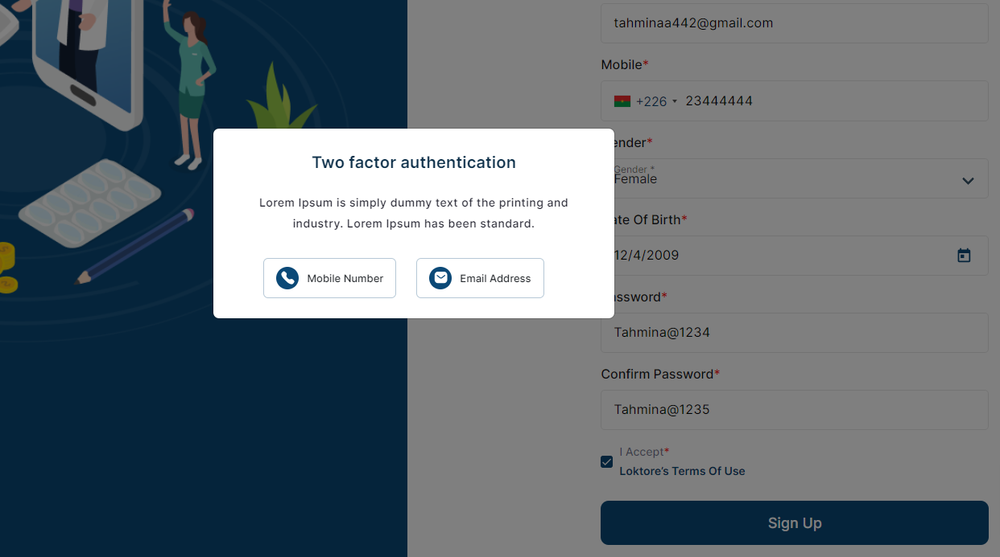 tahminaa442@gmail.com
Mobile*
+226 23444444
ender*
Gender *
Female
ate Of Birth*
12/4/2009
ssword*
Tahmina@1234
Confirm Password*
Tahmina@1235
I Accept*
Loktore's Terms Of Use
Sign Up
Two factor authentication
Lorem Ipsum is simply dummy text of the printing and
industry. Lorem Ipsum has been standard.
Mobile Number
Email Address